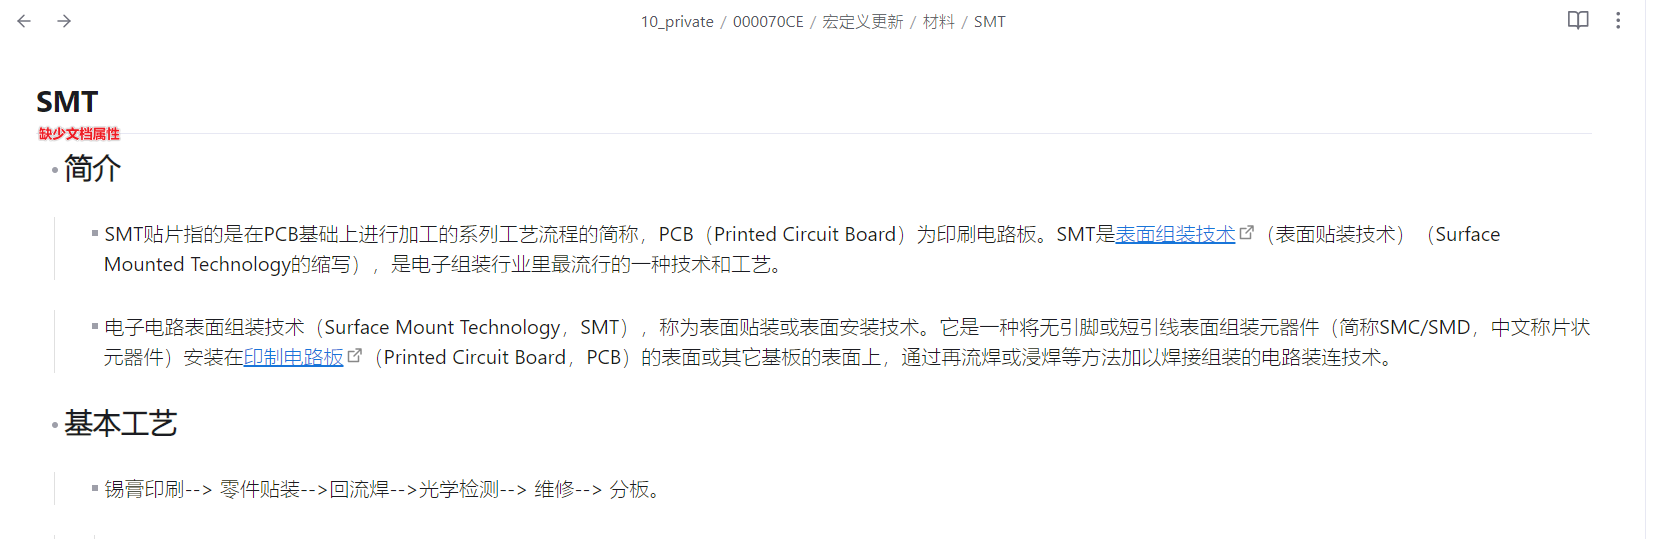 10_private / 000070CE / 宏定义更新 / 材料 / SMT
SMT
缺少文档属性
简介
SMT贴片指的是在PCB基础上进行加工的系列工艺流程的简称，PCB（Printed Circuit Board）为印刷电路板。SMT是表面组装技术（表面贴装技术）（Surface
Mounted Technology的缩写），是电子组装行业里最流行的一种技术和工艺。
电子电路表面组装技术（Surface Mount Technology，SMT），称为表面贴装或表面安装技术。它是一种将无引脚或短引线表面组装元器件（简称SMC/SMD，中文称片状
元器件）安装在印制电路板（Printed Circuit Board，PCB）的表面或其它基板的表面上，通过再流焊或浸焊等方法加以焊接组装的电路装连技术。
基本工艺
锡膏印刷--> 零件贴装-->回流焊-->光学检测--> 维修--> 分板。